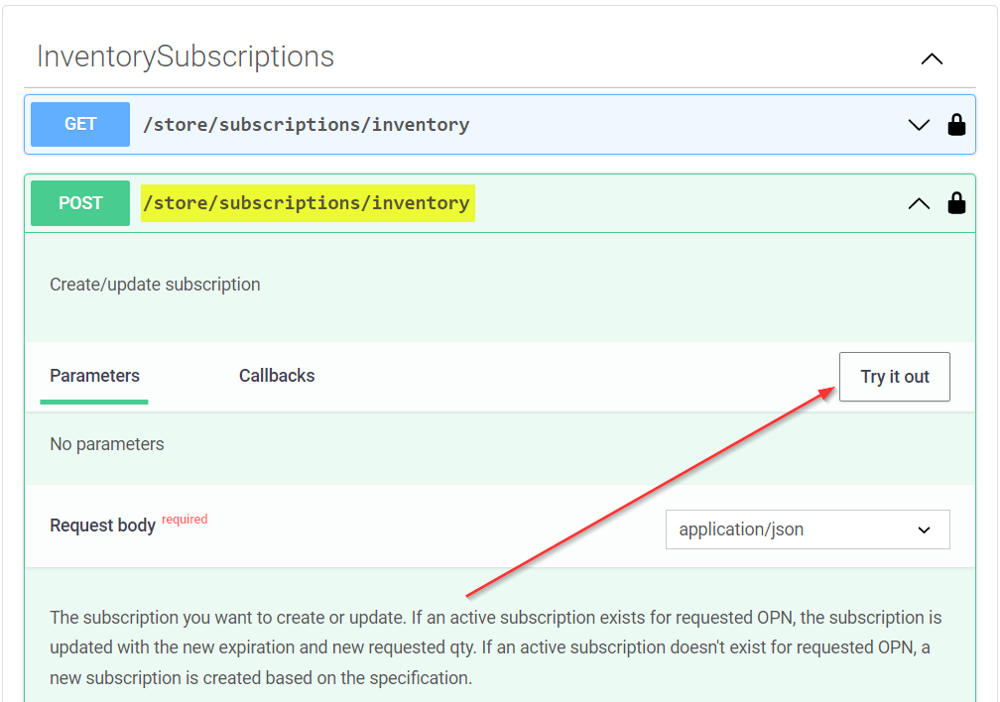 InventorySubscriptions
GET /store/subscriptions/inventory
POST /store/subscriptions/inventory
Create/update subscription
Parameters Callbacks Try it out
No parameters
Request body required application/json
The subscription you want to create or update. If an active subscription exists for requested OPN, the subscription is
updated with the new expiration and new requested qty. If an active subscription doesn't exist for requested OPN, a
new subscription is created based on the specification.